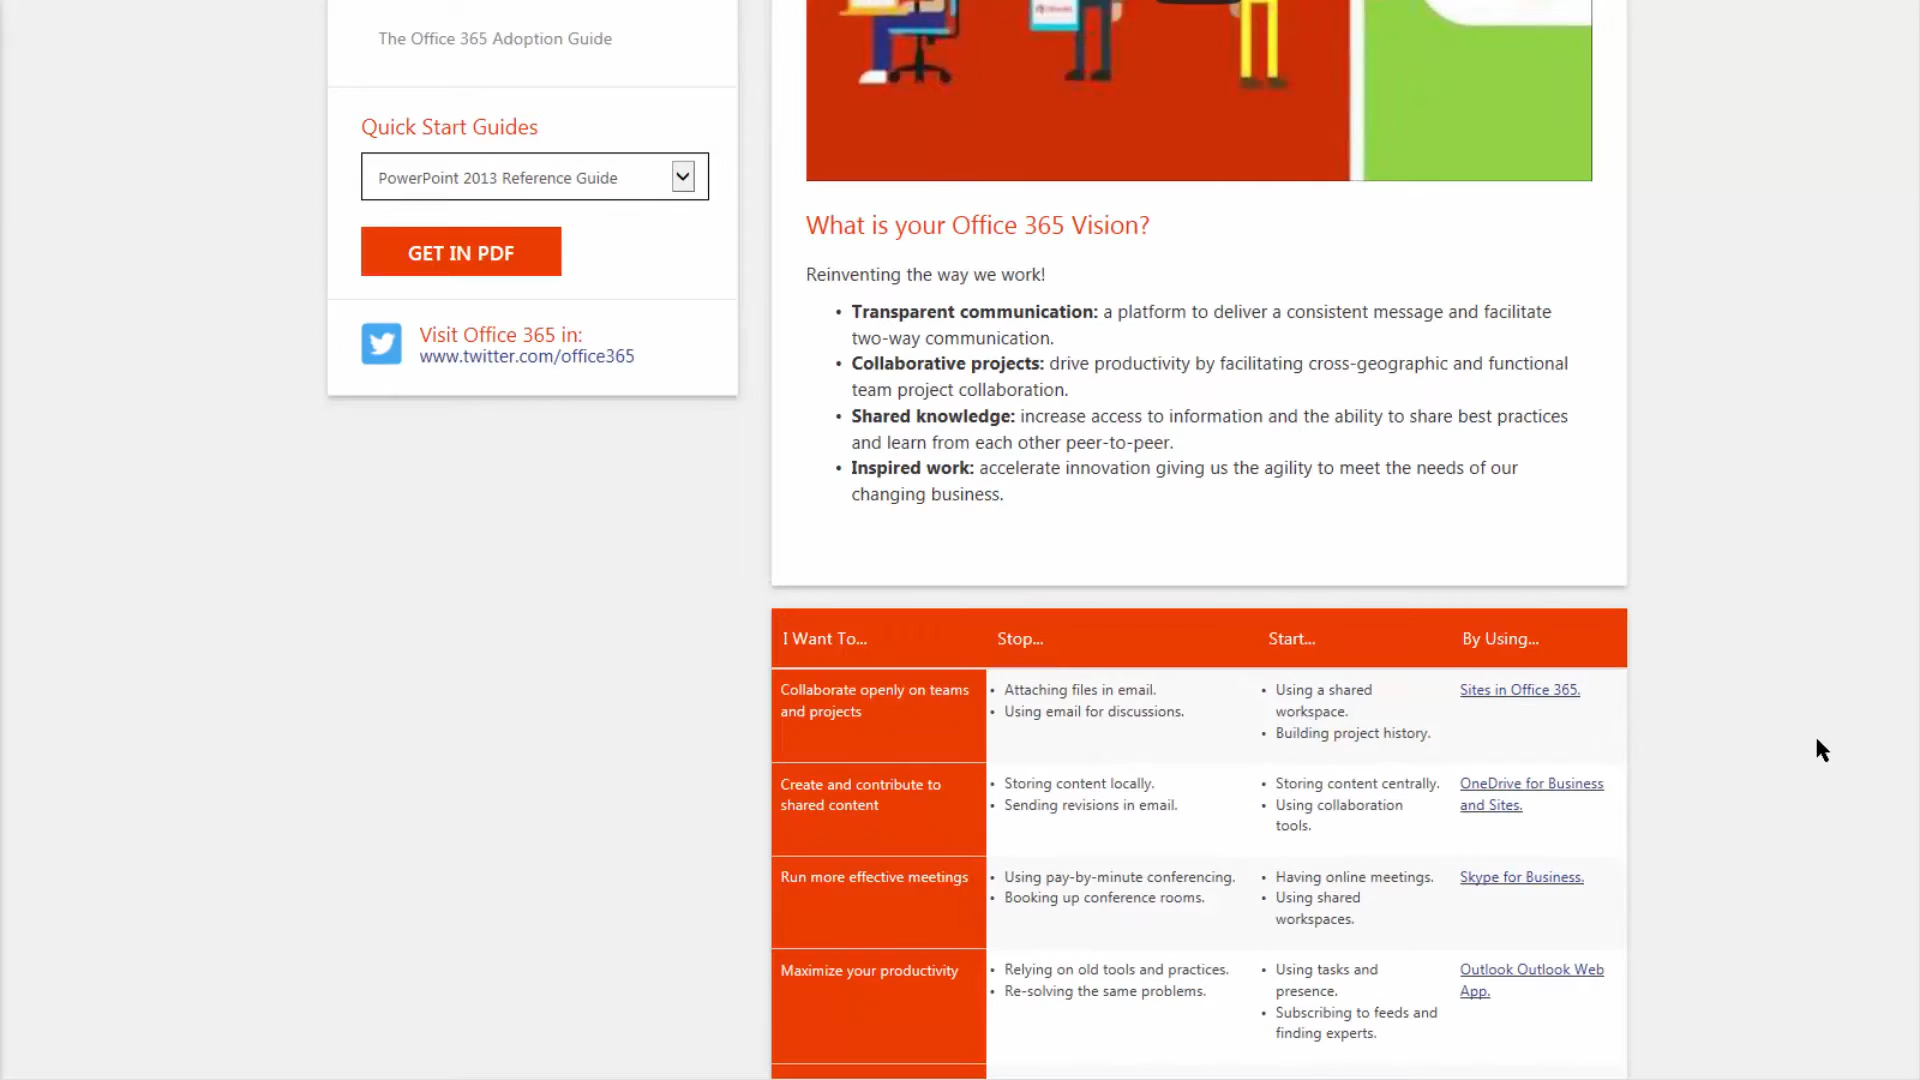 The Office 365 Adoption Guide
Quick Start Guides
PowerPoint 2013 Reference Guide
GET IN PDF
Visit Office 365 in:
www.twitter.com/office365
What is your Office 365 Vision?
Reinventing the way we work!
• Transparent communication: a platform to deliver a consistent message and facilitate
two-way communication.
• Collaborative projects: drive productivity by facilitating cross-geographic and functional
team project collaboration.
• Shared knowledge: increase access to information and the ability to share best practices
and learn from each other peer-to-peer.
• Inspired work: accelerate innovation giving us the agility to meet the needs of our
changing business.
I Want To... Stop... Start... By Using...
Collaborate openly on teams
and projects
• Attaching files in email.
• Using email for discussions.
• Using a shared
workspace.
• Building project history.
Sites in Office 365.
Create and contribute to
shared content
• Storing content locally.
• Sending revisions in email.
• Storing content centrally.
• Using collaboration
tools.
OneDrive for Business
and Sites.
Run more effective meetings
• Using pay-by-minute conferencing.
• Booking up conference rooms.
• Having online meetings.
• Using shared
workspaces.
Skype for Business.
Maximize your productivity
• Relying on old tools and practices.
• Re-solving the same problems.
• Using tasks and
presence.
• Subscribing to feeds and
finding experts.
Outlook Outlook Web
App.